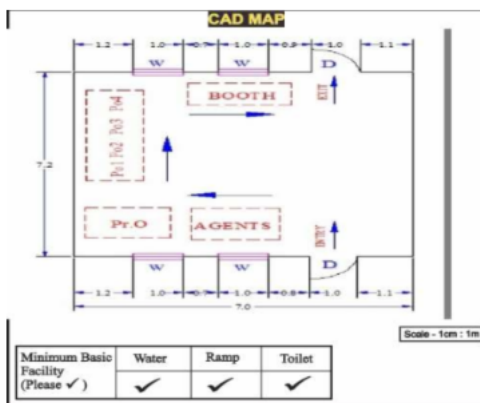 CAD MAP
1.2 1.0 0.7 1.0 0.8 1.0 1.1
W W D
BOOTH
EXIT
Po1 Po2 Po3 Po4
7.2
Pr.O
AGENTS
ENTRY
W W D
1.2 1.0 0.7 1.0 0.8 1.0 1.1
7.0
Scale - 1cm : 1m
Minimum Basic Facility (Please ✓) Water Ramp Toilet
✓ ✓ ✓